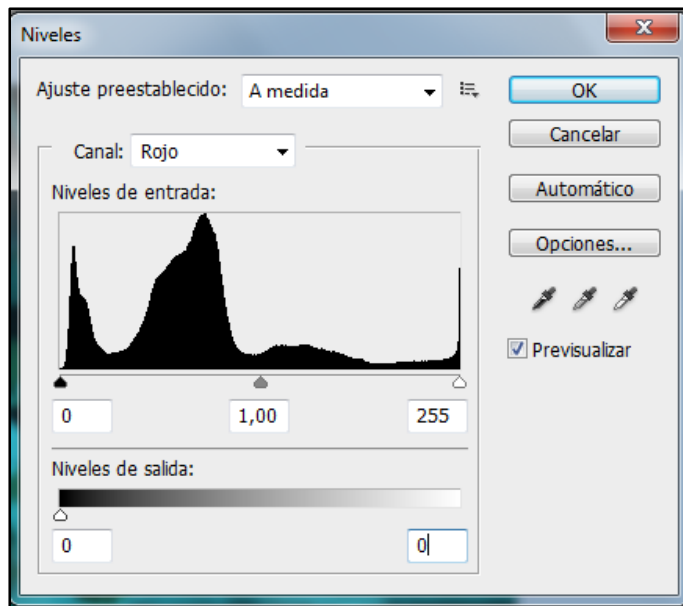 Niveles
Ajuste preestablecido: A medida
OK
Cancelar
Canal: Rojo
Automático
Niveles de entrada:
Opciones...
Previsualizar
0 1,00 255
Niveles de salida:
0 0